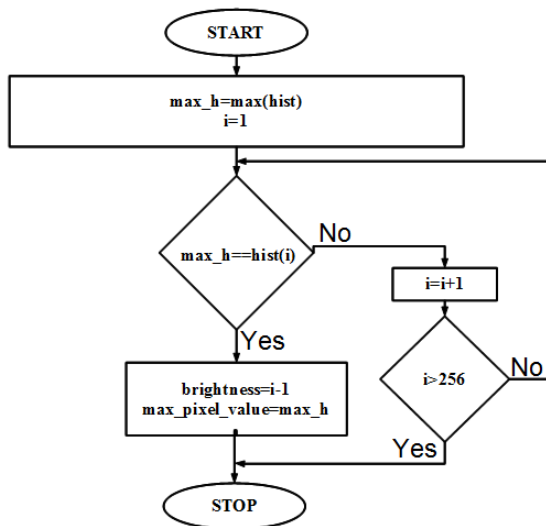 START
max_h=max(hist)
i=1
max_h==hist(i)
No
i=i+1
Yes
brightness=i-1
max_pixel_value=max_h
i>256
No
Yes
STOP